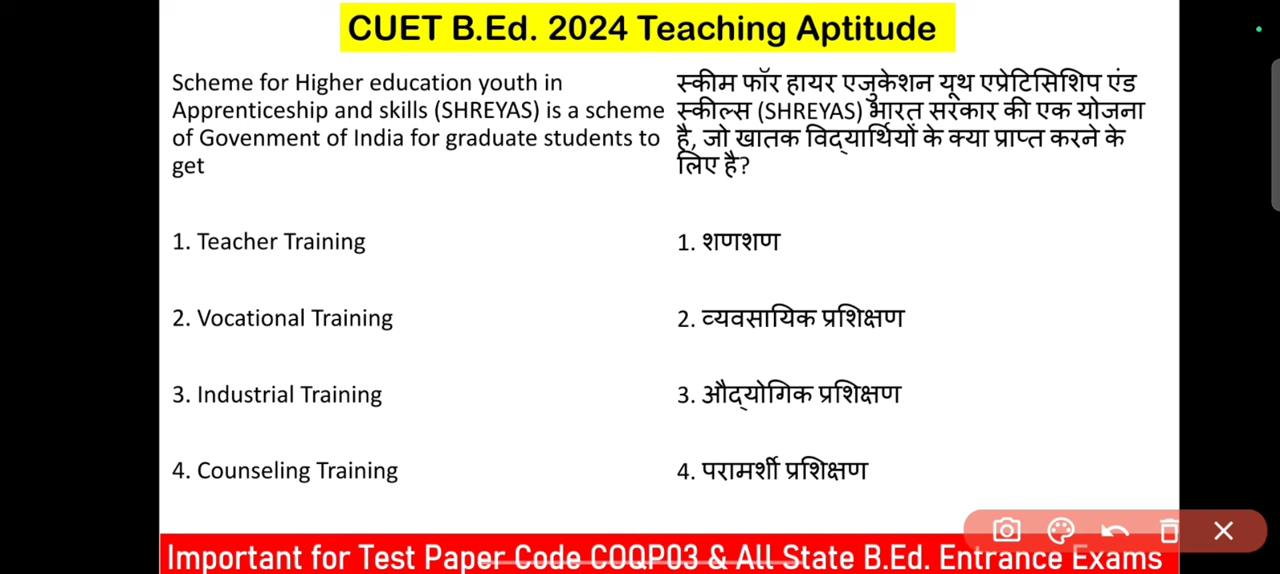 CUET B.Ed. 2024 Teaching Aptitude
Scheme for Higher education youth in
Apprenticeship and skills (SHREYAS) is a scheme
of Govenment of India for graduate students to
get
1. Teacher Training
2. Vocational Training
3. Industrial Training
4. Counseling Training
स्कीम फॉर हायर एजुकेशन यूथ एप्रेटिसिशिप एंड
स्कील्स (SHREYAS) भारत सरकार की एक योजना
है, जो खातक विद्यार्थियों के क्या प्राप्त करने के
लिए है?
1. शणशण
2. व्यवसायिक प्रशिक्षण
3. औद्योगिक प्रशिक्षण
4. परामर्शी प्रशिक्षण
Important for Test Paper Code COQP03 & All State B.Ed. Entrance Exams